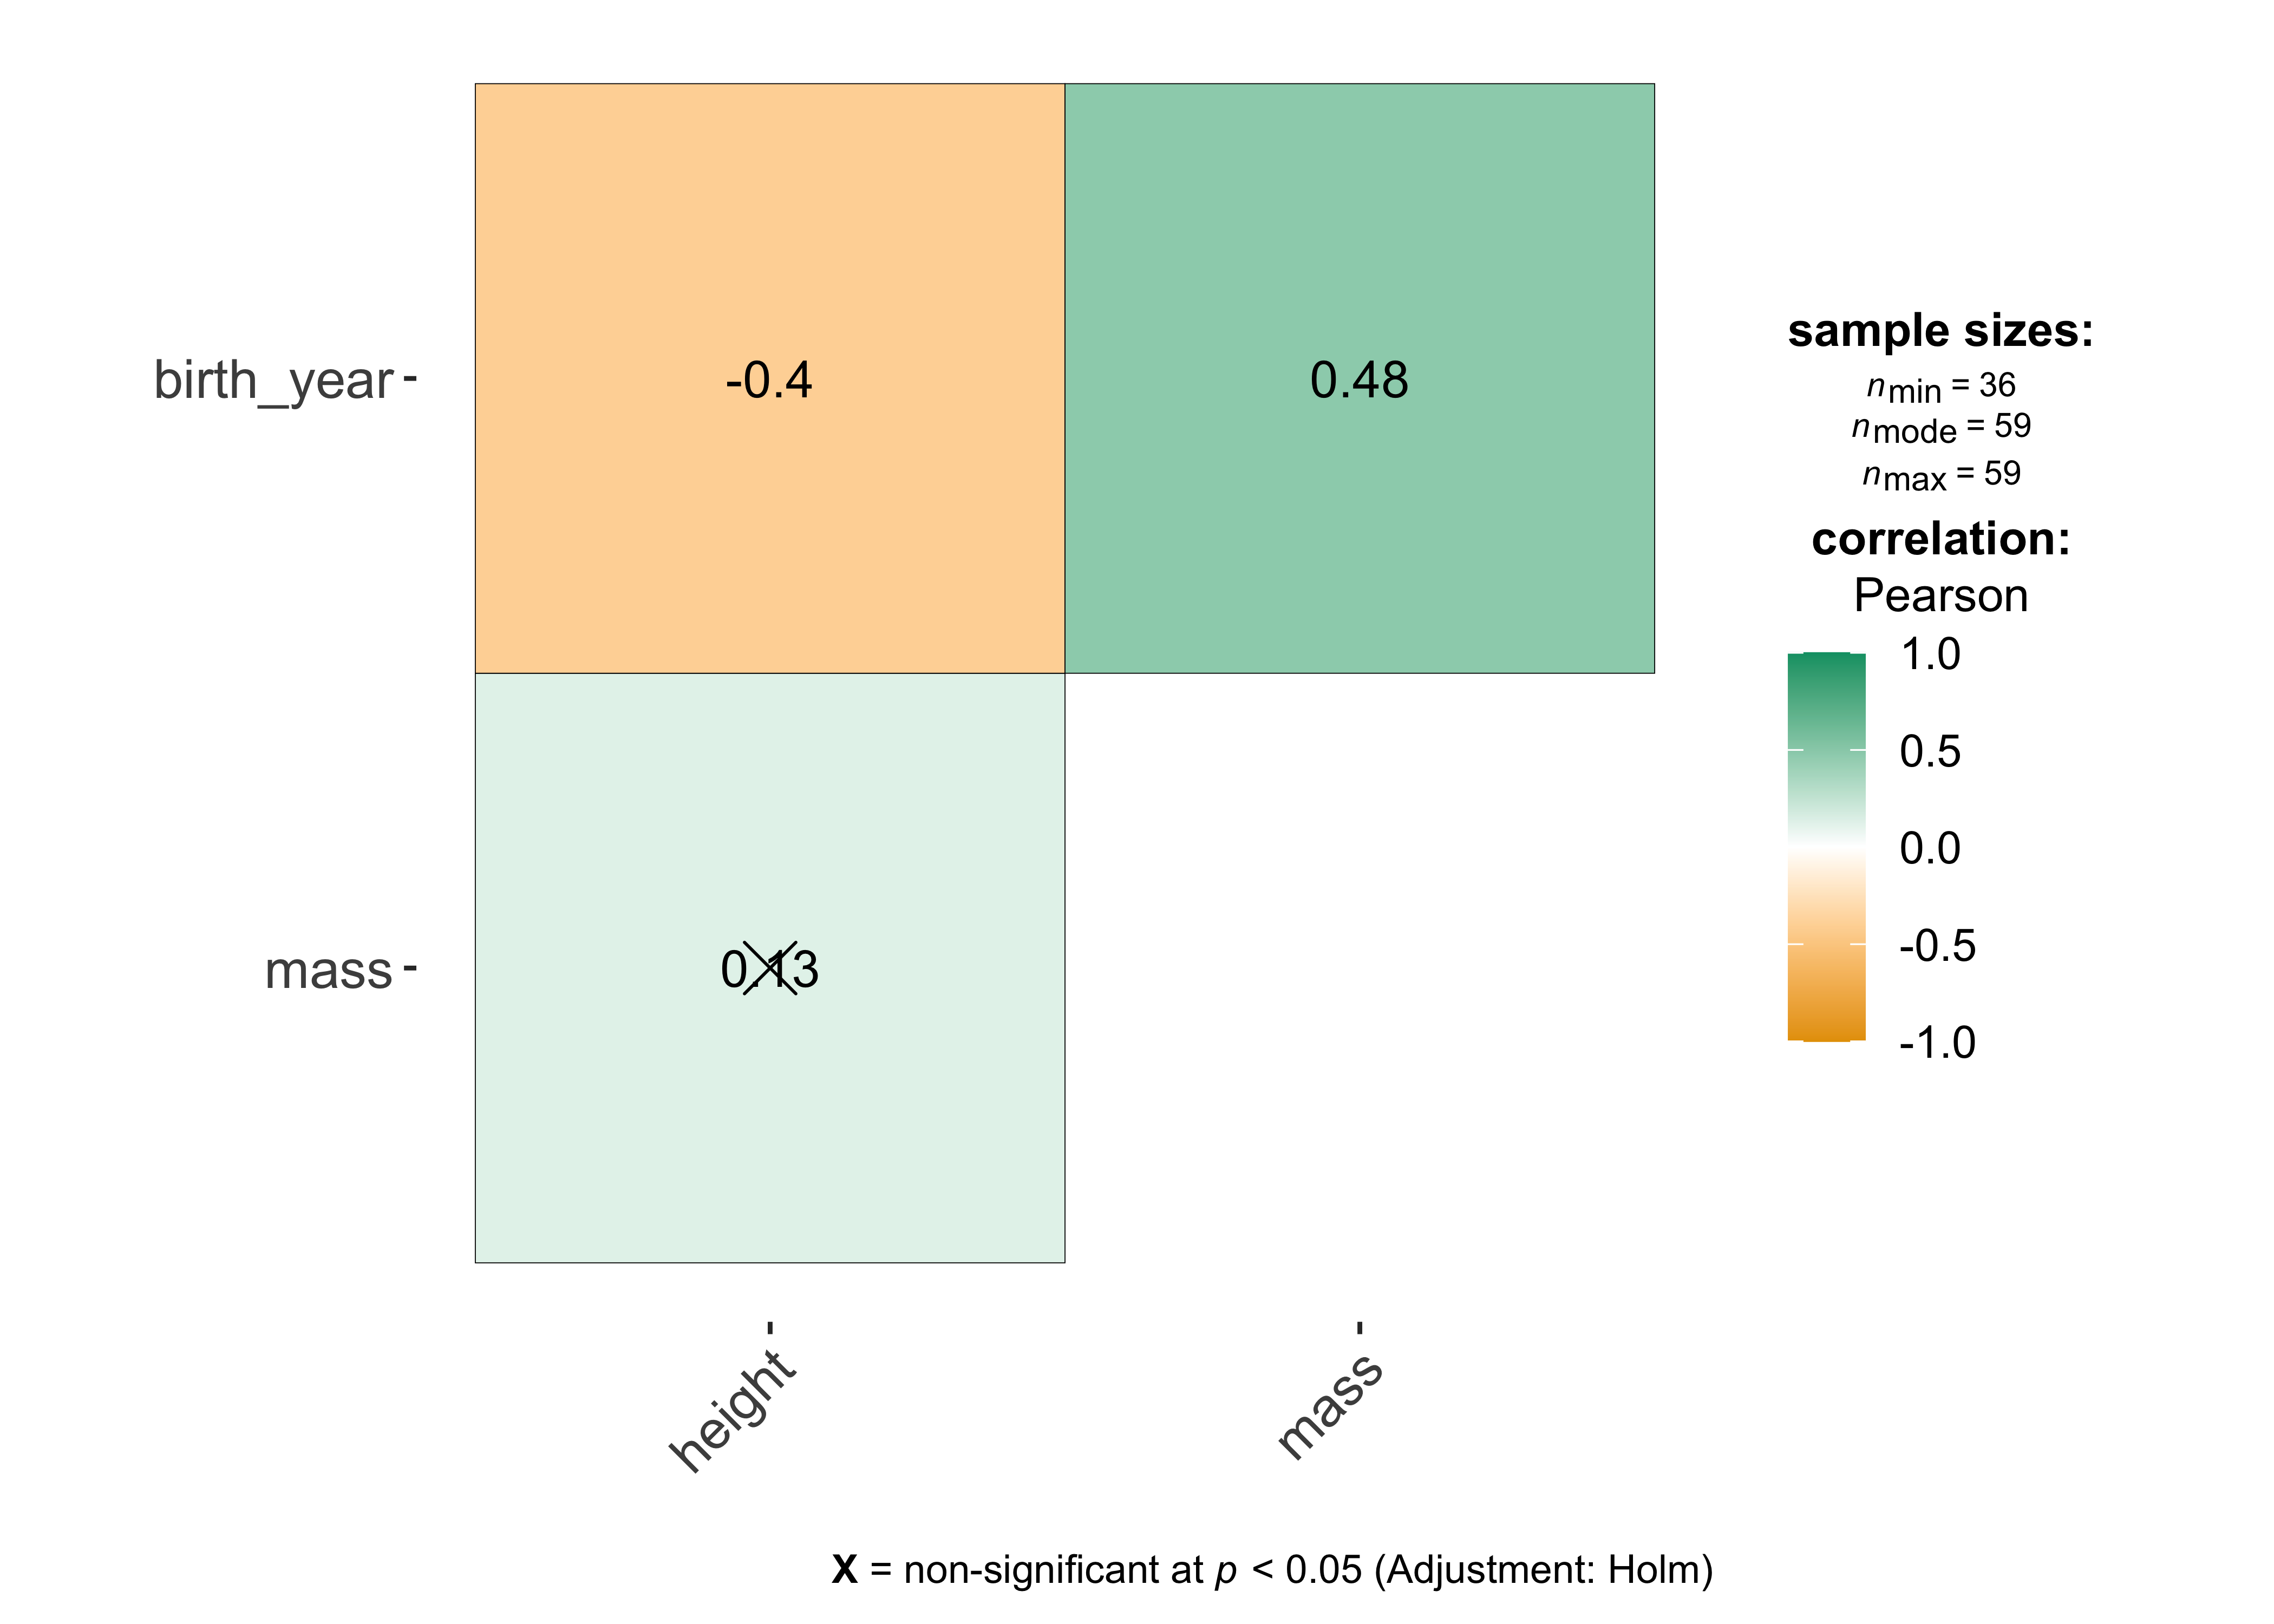 birth_year
-0.4
0.48
mass
0.13
height
mass
sample sizes:
nmin = 36
nmode = 59
nmax = 59
correlation:
Pearson
1.0
0.5
0.0
-0.5
-1.0
X = non-significant at p < 0.05 (Adjustment: Holm)